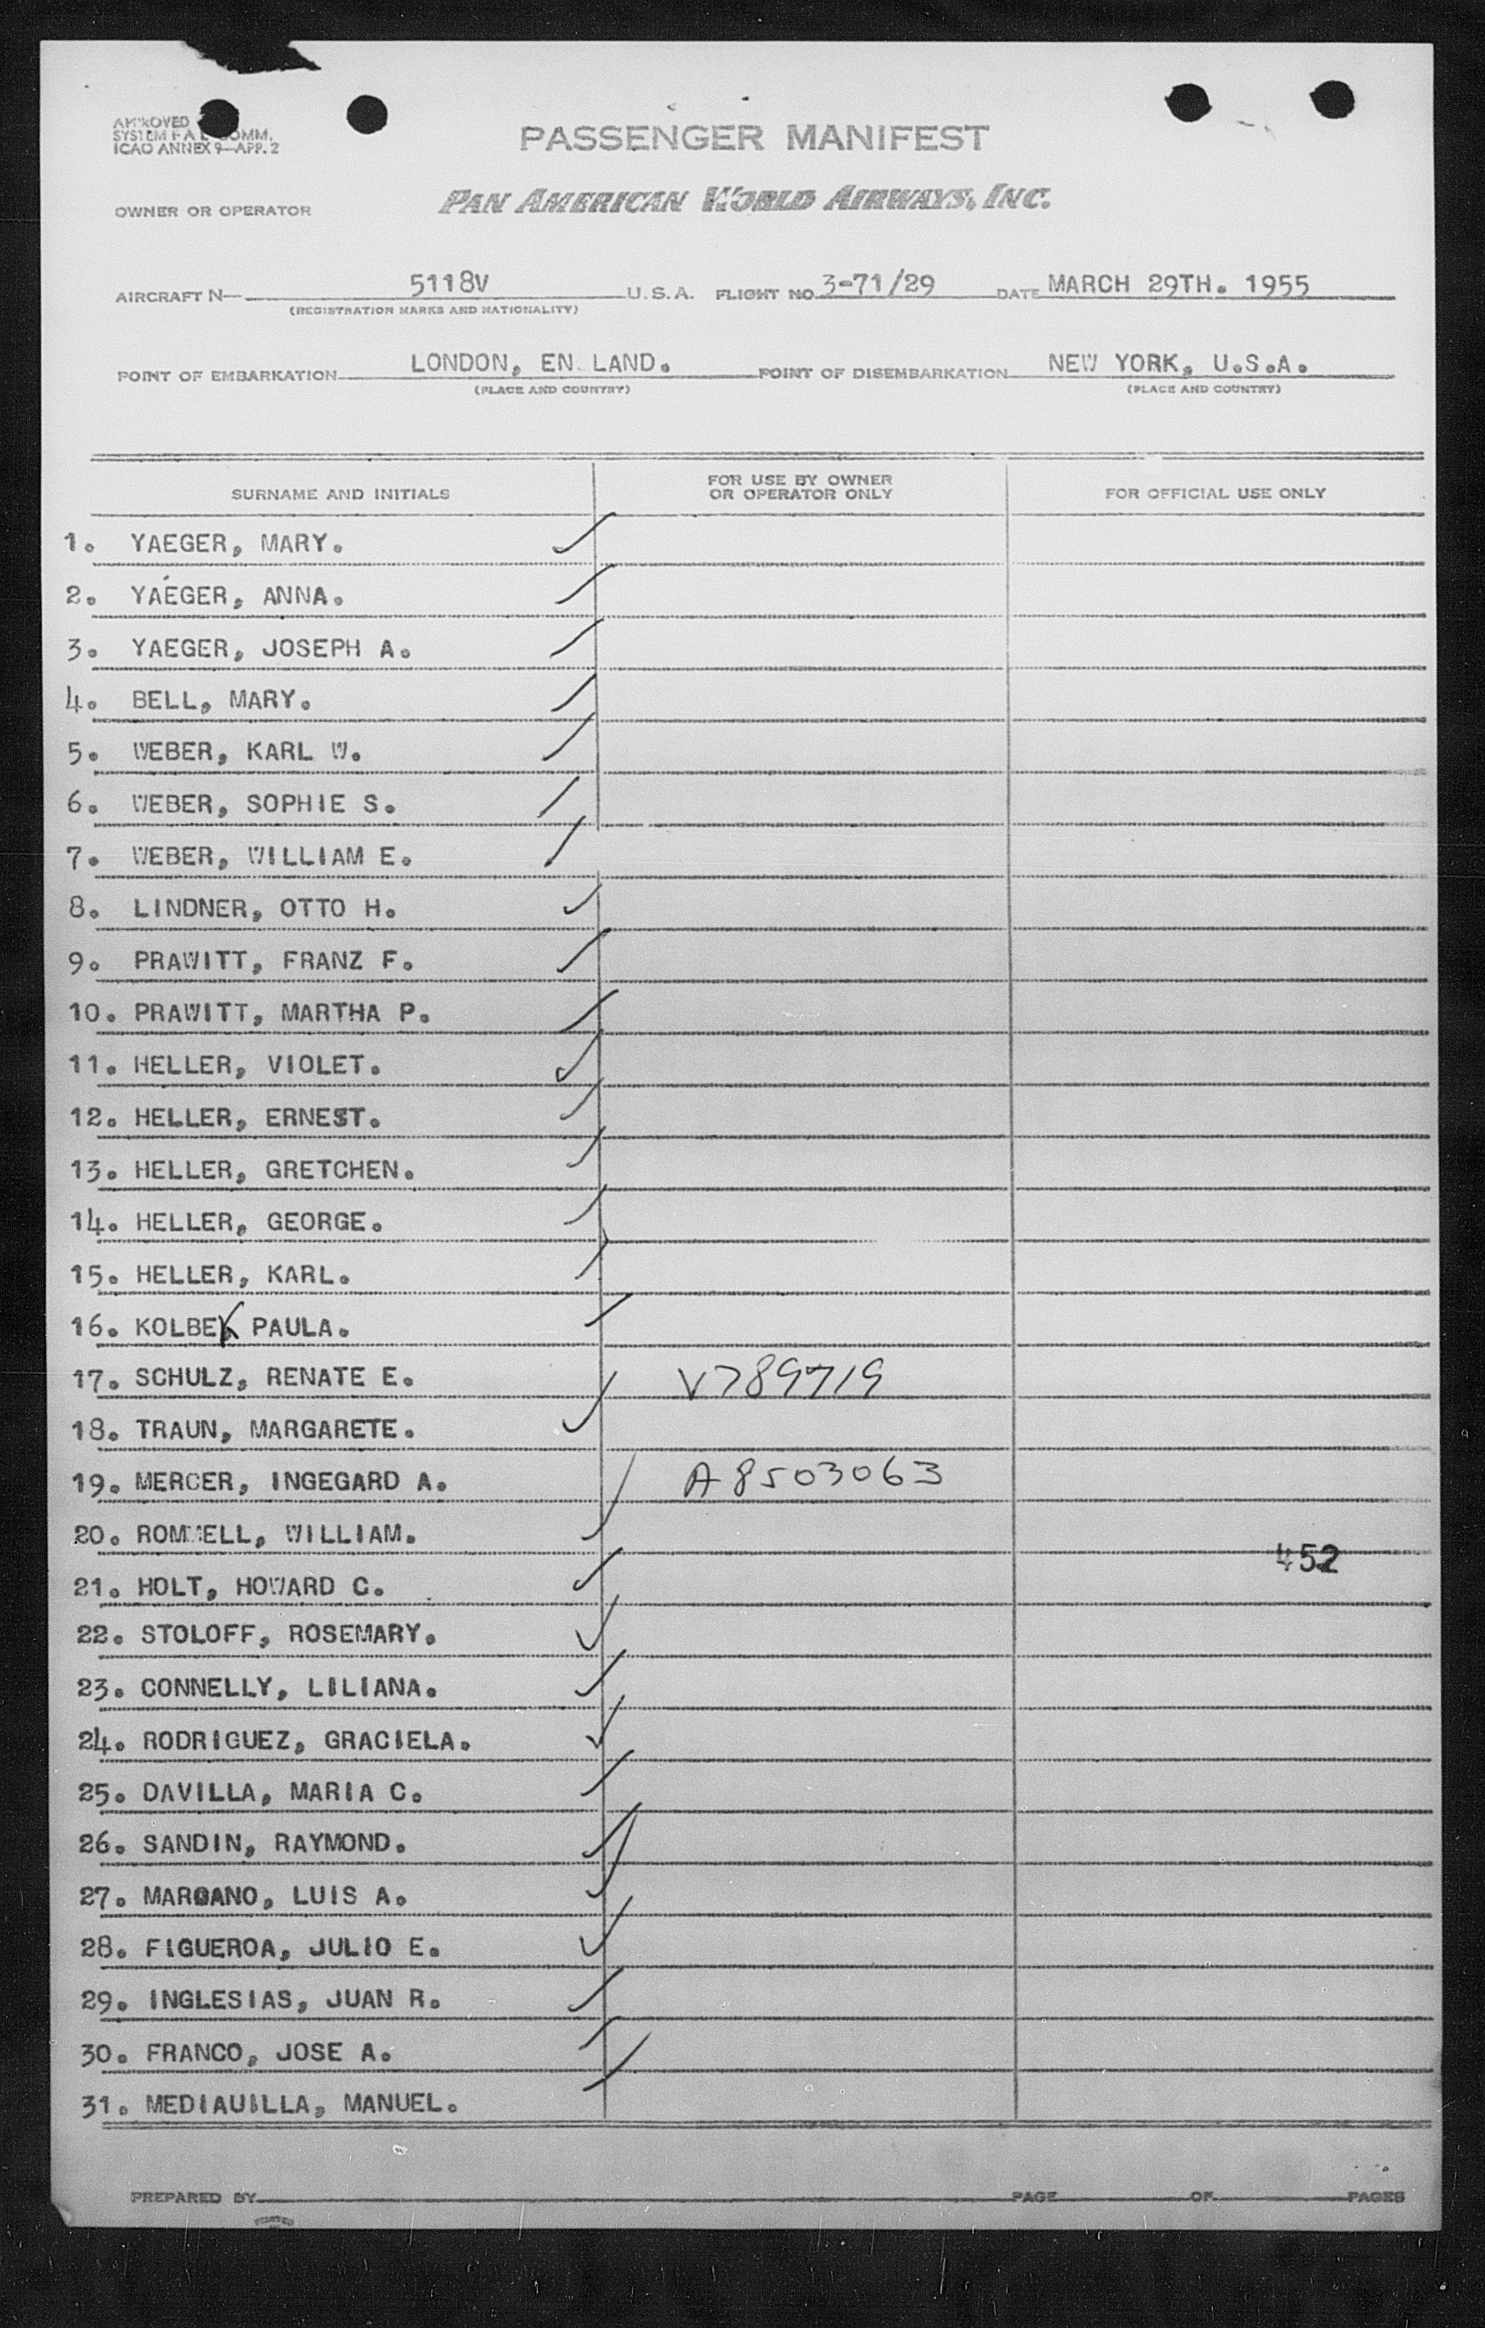 APPROVED
SYSTEM F A L COMM.
ICAO ANNEX 9—APP. 2
PASSENGER MANIFEST
OWNER OR OPERATOR PAN AMERICAN WORLD AIRWAYS, INC.
AIRCRAFT N— 5118V U.S.A. FLIGHT NO. 3-71/29 DATE MARCH 29TH. 1955
(REGISTRATION MARKS AND NATIONALITY)
POINT OF EMBARKATION LONDON, EN LAND. POINT OF DISEMBARKATION NEW YORK, U.S.A.
(PLACE AND COUNTRY) (PLACE AND COUNTRY)
SURNAME AND INITIALS FOR USE BY OWNER OR OPERATOR ONLY FOR OFFICIAL USE ONLY
1. YAEGER, MARY.
2. YAEGER, ANNA.
3. YAEGER, JOSEPH A.
4. BELL, MARY.
5. WEBER, KARL W.
6. WEBER, SOPHIE S.
7. WEBER, WILLIAM E.
8. LINDNER, OTTO H.
9. PRAWITT, FRANZ F.
10. PRAWITT, MARTHA P.
11. HELLER, VIOLET.
12. HELLER, ERNEST.
13. HELLER, GRETCHEN.
14. HELLER, GEORGE.
15. HELLER, KARL.
16. KOLBEK PAULA.
17. SCHULZ, RENATE E. V789719
18. TRAUN, MARGARETE.
19. MERCER, INGEGARD A. A8503063
20. ROMMELL, WILLIAM.
452
21. HOLT, HOWARD C.
22. STOLOFF, ROSEMARY.
23. CONNELLY, LILIANA.
24. RODRIGUEZ, GRACIELA.
25. DAVILLA, MARIA C.
26. SANDIN, RAYMOND.
27. MARGANO, LUIS A.
28. FIGUEROA, JULIO E.
29. INGLESIAS, JUAN R.
30. FRANCO, JOSE A.
31. MEDIAUILLA, MANUEL.
PREPARED BY PAGE OF PAGES